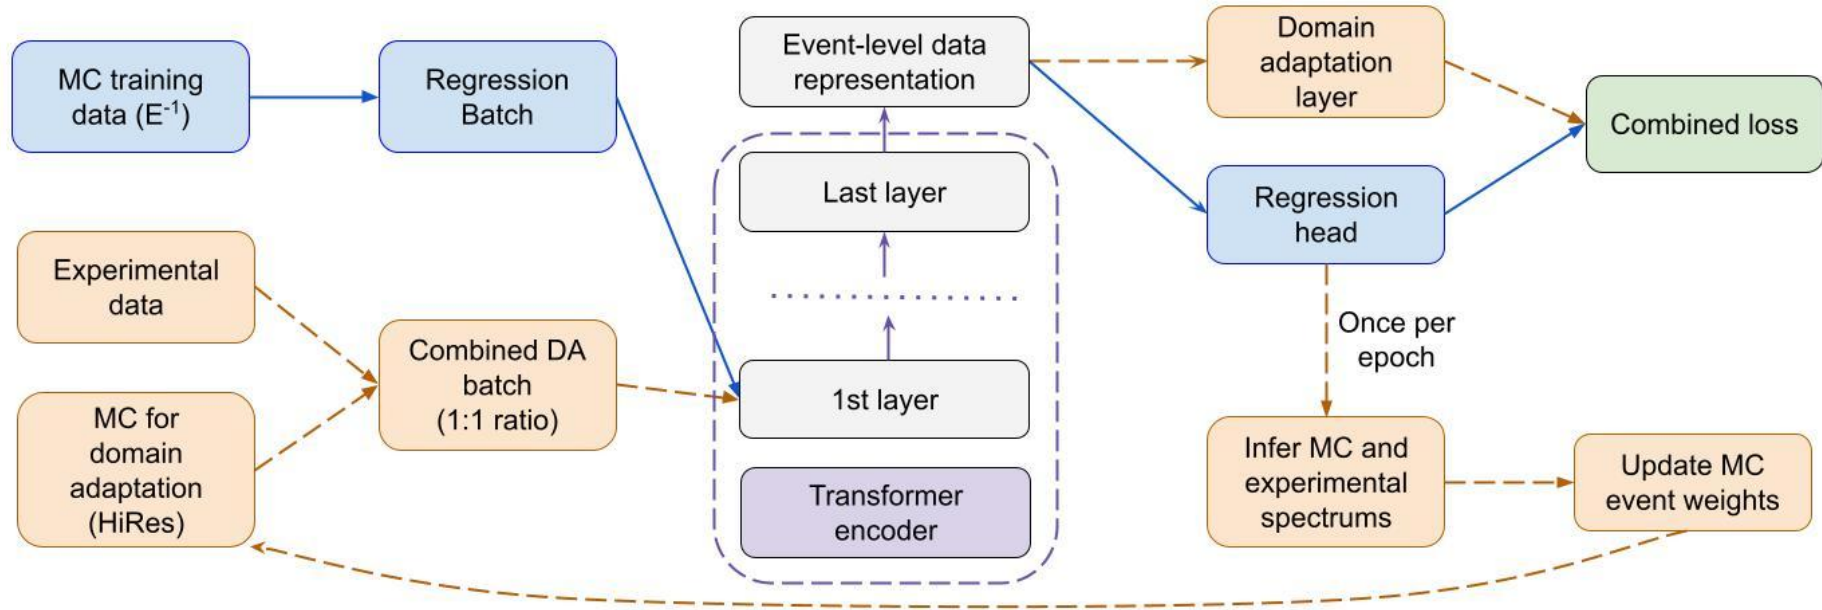 MC training
data (E⁻¹)
Regression
Batch
Event-level data
representation
Domain
adaptation
layer
Combined loss
Last layer
Regression
head
Experimental
data
Once per
epoch
Combined DA
batch
(1:1 ratio)
1st layer
MC for
domain
adaptation
(HiRes)
Transformer
encoder
Infer MC and
experimental
spectrums
Update MC
event weights